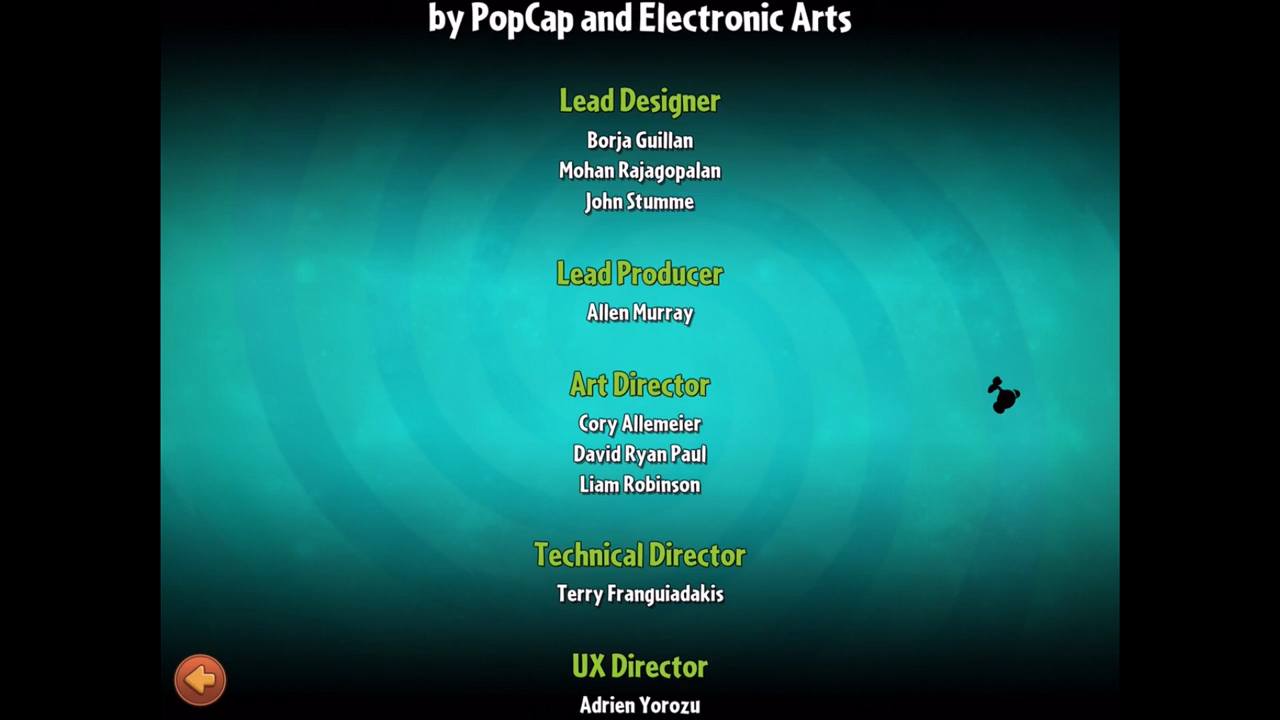 by PopCap and Electronic Arts
Lead Designer
Borja Guillan
Mohan Rajagopalan
John Stumme
Lead Producer
Allen Murray
Art Director
Cory Allemeier
David Ryan Paul
Liam Robinson
Technical Director
Terry Franguiadakis
UX Director
Adrien Yorozu